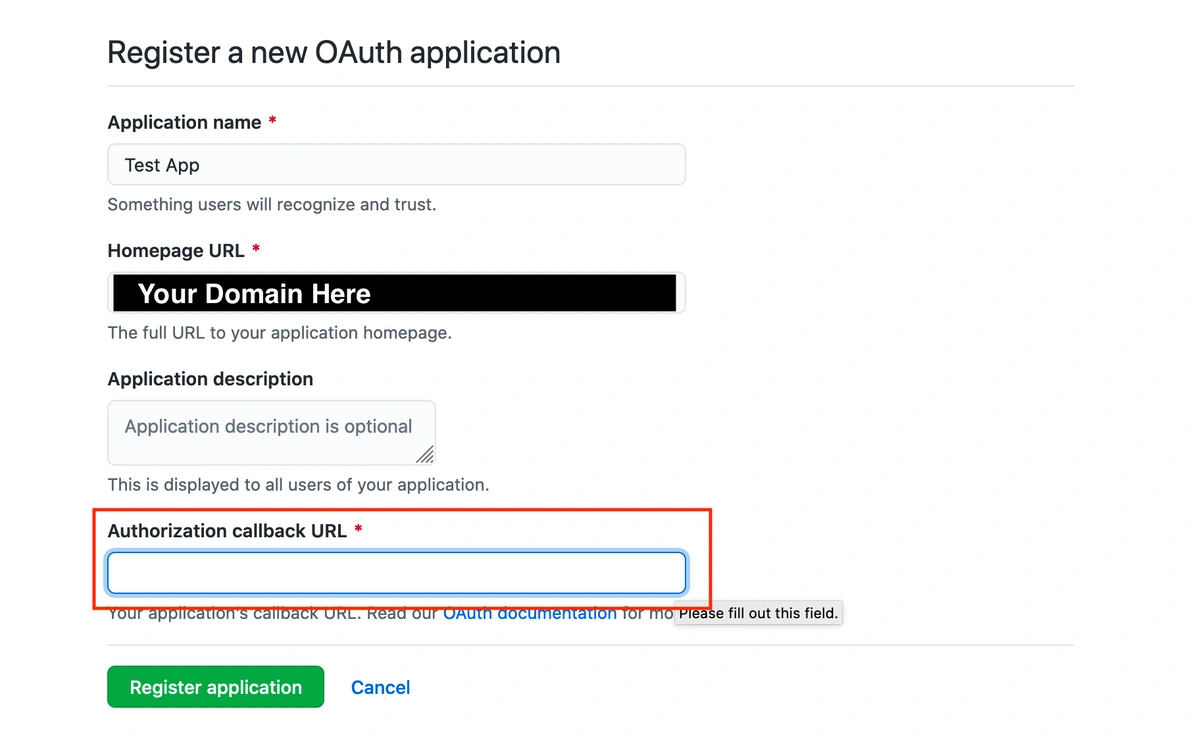 Register a new OAuth application
Application name *
Test App
Something users will recognize and trust.
Homepage URL *
Your Domain Here
The full URL to your application homepage.
Application description
Application description is optional
This is displayed to all users of your application.
Authorization callback URL *
Your application's callback URL. Read our OAuth documentation for mo
Please fill out this field.
Register application
Cancel